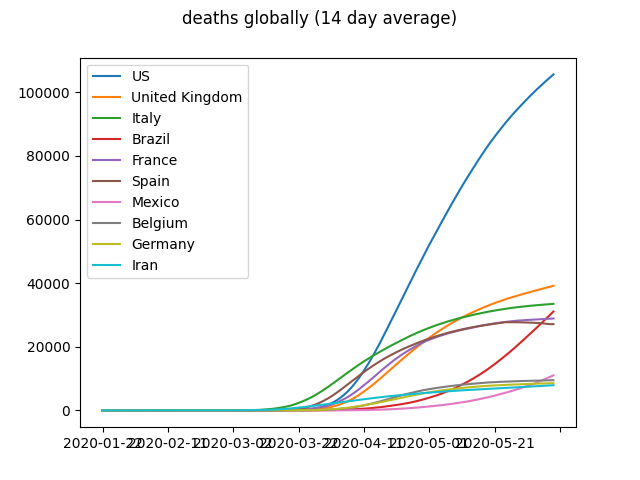 deaths globally (14 day average)
100000
80000
60000
40000
20000
0
US
United Kingdom
Italy
Brazil
France
Spain
Mexico
Belgium
Germany
Iran
2020-01-22 2020-02-11 2020-03-02 2020-03-22 2020-04-11 2020-05-01 2020-05-21